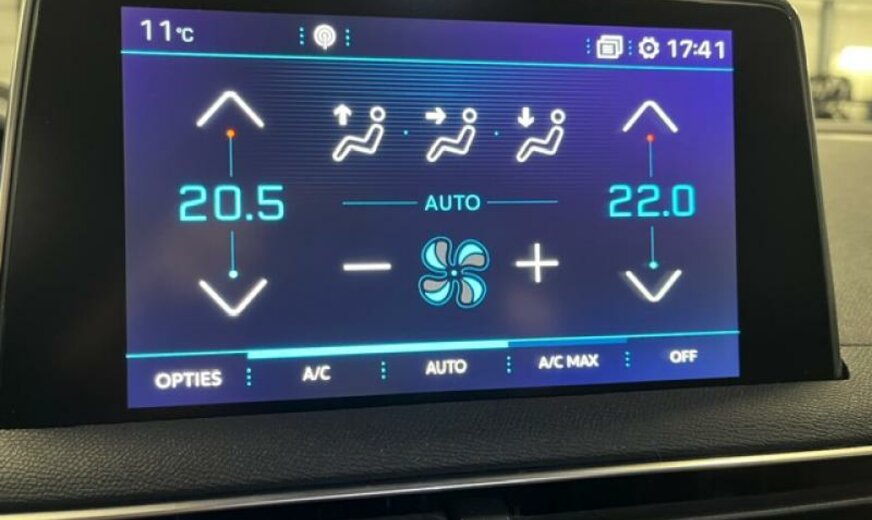 11°C 17:41
20.5 AUTO 22.0
OPTIES A/C AUTO A/C MAX OFF